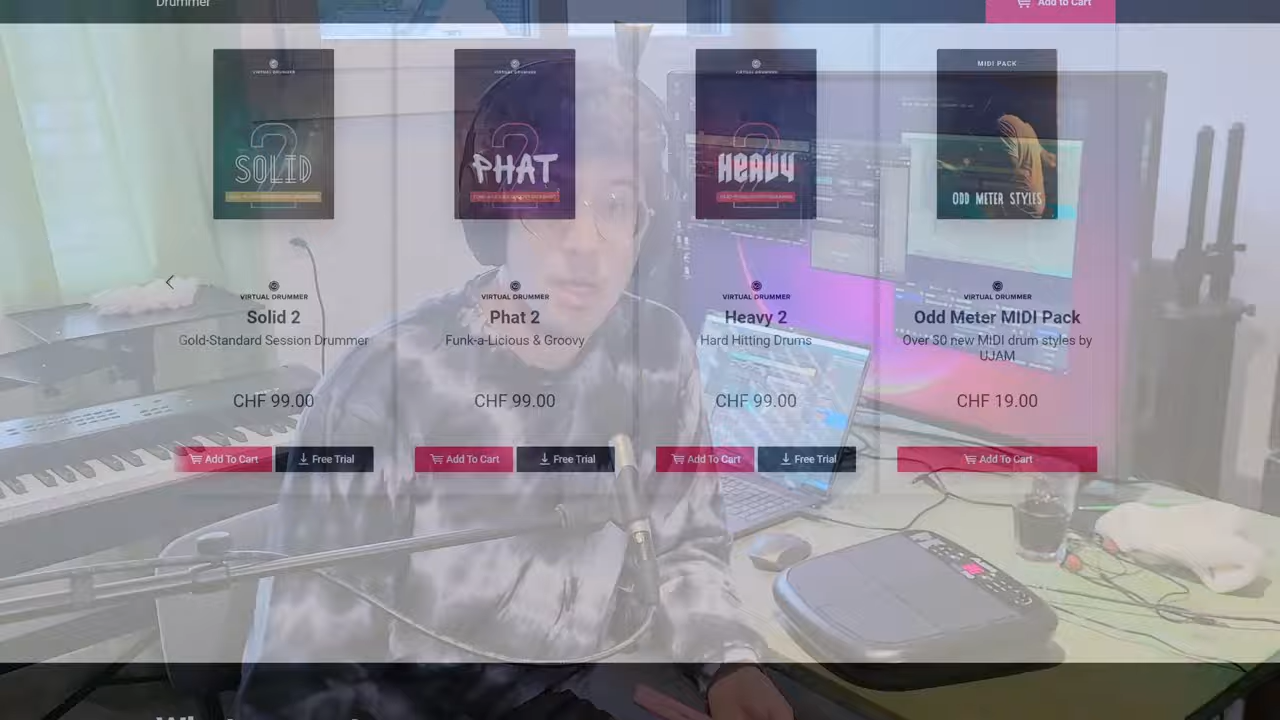 Drummer
Add to Cart
VIRTUAL DRUMMER
SOLID
2
VIRTUAL DRUMMER
PHAT
2
VIRTUAL DRUMMER
HEAVY
2
MIDI PACK
ODD METER STYLES
VIRTUAL DRUMMER
Solid 2
Gold-Standard Session Drummer
CHF 99.00
Add To Cart
Free Trial
VIRTUAL DRUMMER
Phat 2
Funk-a-Licious & Groovy
CHF 99.00
Add To Cart
Free Trial
VIRTUAL DRUMMER
Heavy 2
Hard Hitting Drums
CHF 99.00
Add To Cart
Free Trial
VIRTUAL DRUMMER
Odd Meter MIDI Pack
Over 30 new MIDI drum styles by
UJAM
CHF 19.00
Add To Cart